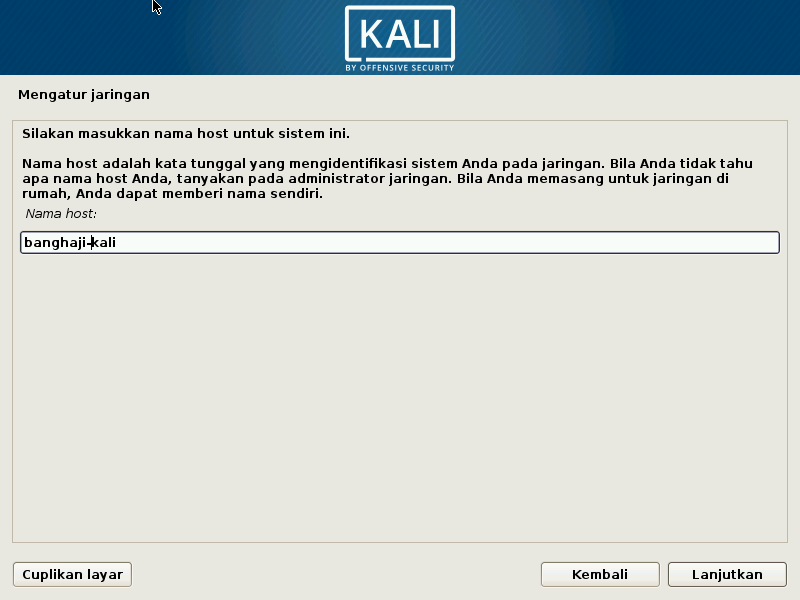 KALI
BY OFFENSIVE SECURITY
Mengatur jaringan
Silakan masukkan nama host untuk sistem ini.
Nama host adalah kata tunggal yang mengidentifikasi sistem Anda pada jaringan. Bila Anda tidak tahu
apa nama host Anda, tanyakan pada administrator jaringan. Bila Anda memasang untuk jaringan di
rumah, Anda dapat memberi nama sendiri.
Nama host:
banghaji-kali
Cuplikan layar
Kembali
Lanjutkan